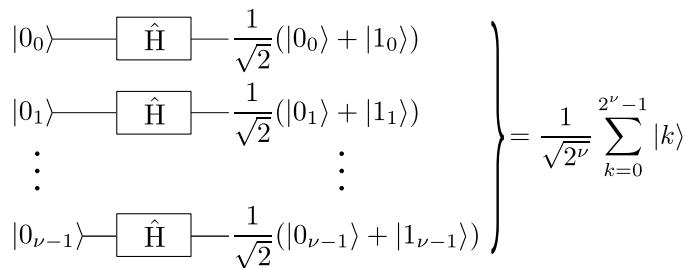 |0₀⟩ Ĥ 1/√2(|0₀⟩ + |1₀⟩)
|0₁⟩ Ĥ 1/√2(|0₁⟩ + |1₁⟩)
⋮ ⋮
= 1/√2^ν ∑_{k=0}^{2^ν−1} |k⟩
|0_{ν−1}⟩ Ĥ 1/√2(|0_{ν−1}⟩ + |1_{ν−1}⟩)